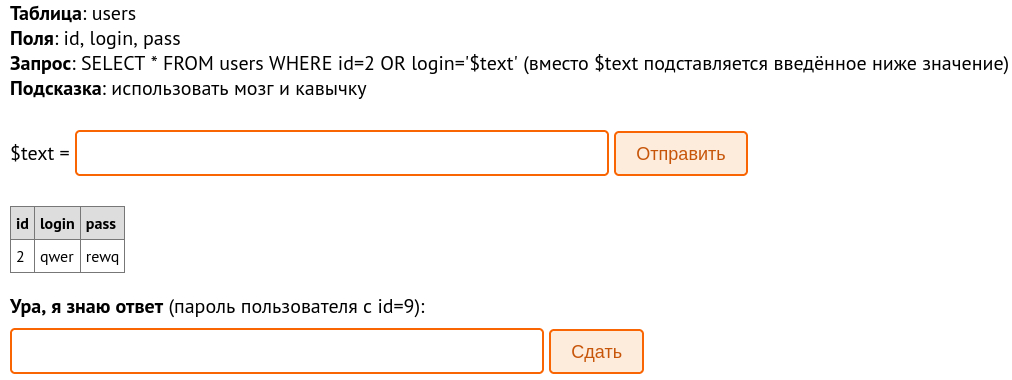 Таблица: users
Поля: id, login, pass
Запрос: SELECT * FROM users WHERE id=2 OR login='$text' (вместо $text подставляется введённое ниже значение)
Подсказка: использовать мозг и кавычку
$text = Отправить
id login pass
2 qwer rewq
Ура, я знаю ответ (пароль пользователя с id=9):
Сдать